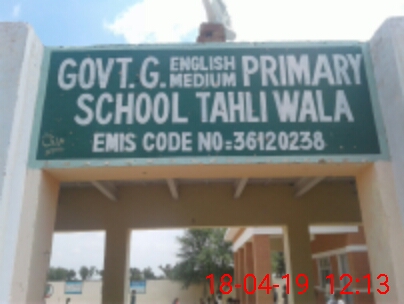 GOVT. G. ENGLISH MEDIUM PRIMARY
SCHOOL TAHLI WALA
EMIS CODE NO=36120238
18-04-19 12:13